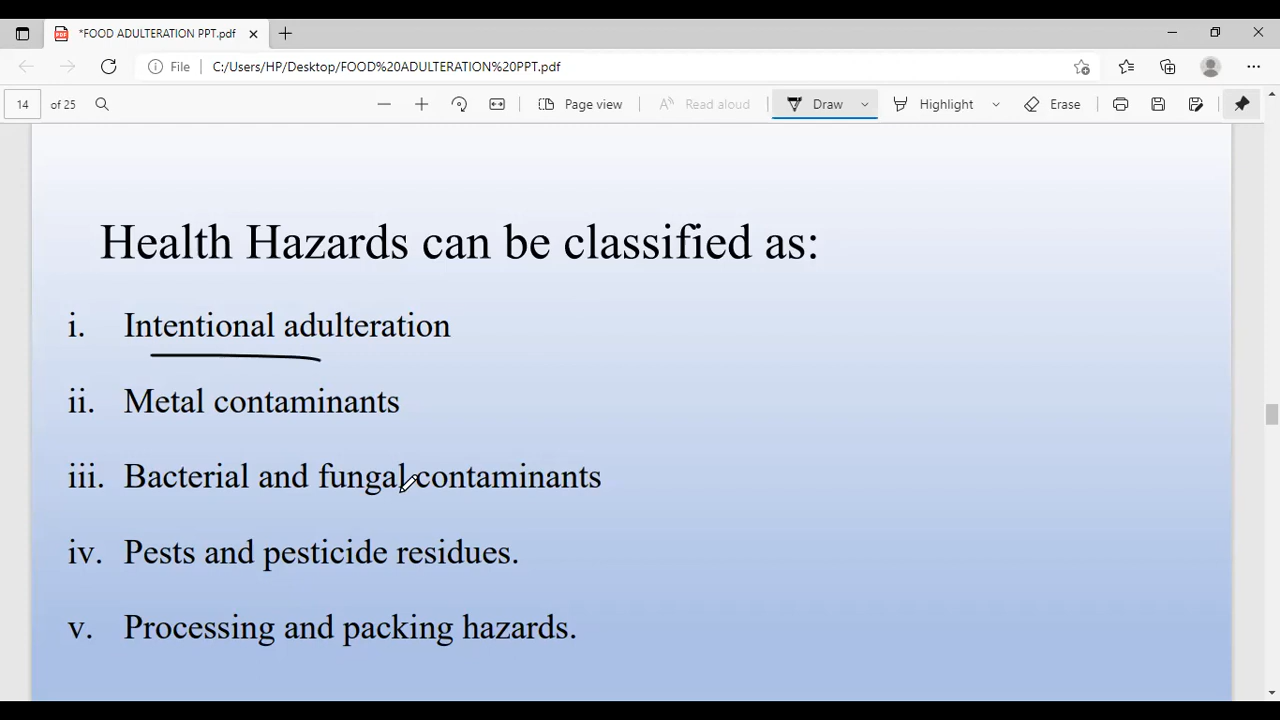 *FOOD ADULTERATION PPT.pdf
File C:/Users/HP/Desktop/FOOD%20ADULTERATION%20PPT.pdf
14 of 25 Page view Read aloud Draw Highlight Erase
Health Hazards can be classified as:
i. Intentional adulteration
ii. Metal contaminants
iii. Bacterial and fungal contaminants
iv. Pests and pesticide residues.
v. Processing and packing hazards.